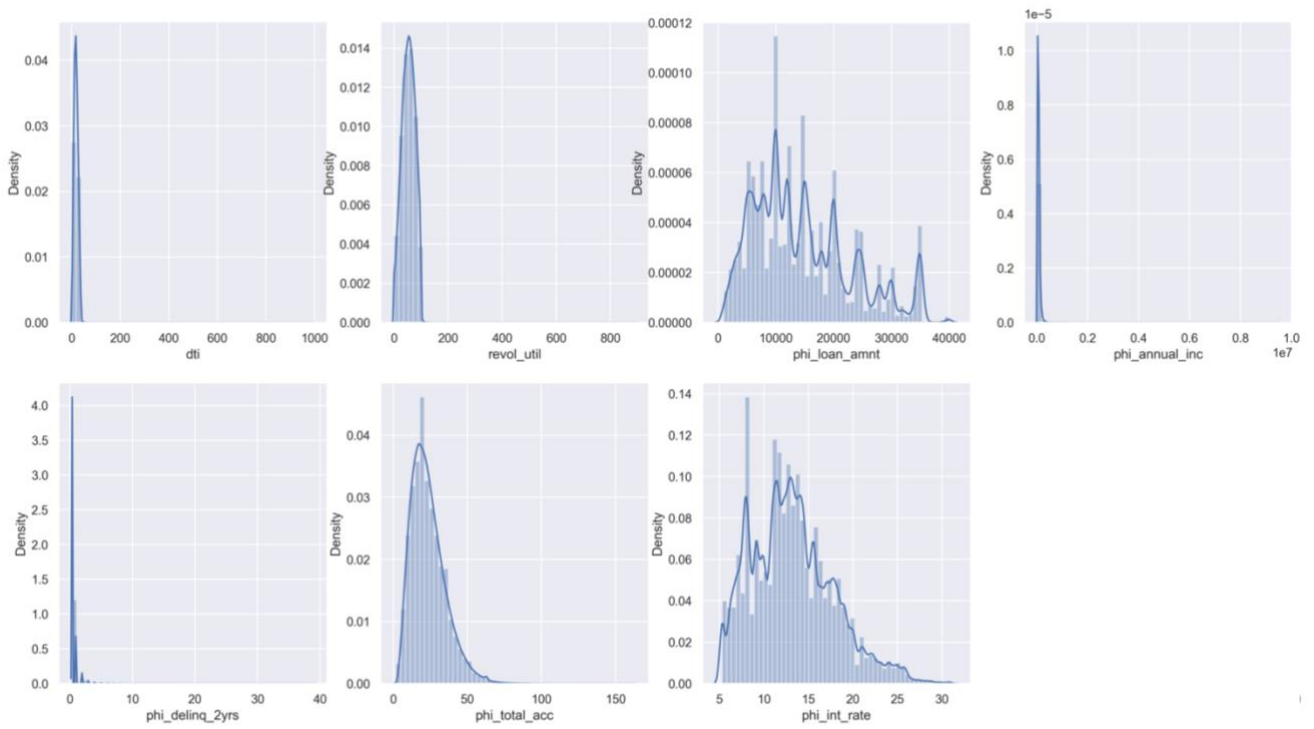 0.04
0.03
0.02
0.01
0.00
Density
0 200 400 600 800 1000
dti
0.014
0.012
0.010
0.008
0.006
0.004
0.002
0.000
Density
0 200 400 600 800
revol_util
0.00012
0.00010
0.00008
0.00006
0.00004
0.00002
0.00000
Density
0 10000 20000 30000 40000
phi_loan_amnt
1e−5
1.0
0.8
0.6
0.4
0.2
0.0
Density
0.0 0.2 0.4 0.6 0.8 1.0
phi_annual_inc
1e7
4.0
3.5
3.0
2.5
2.0
1.5
1.0
0.5
0.0
Density
0 10 20 30 40
phi_delinq_2yrs
0.04
0.03
0.02
0.01
0.00
Density
0 50 100 150
phi_total_acc
0.14
0.12
0.10
0.08
0.06
0.04
0.02
0.00
Density
5 10 15 20 25 30
phi_int_rate